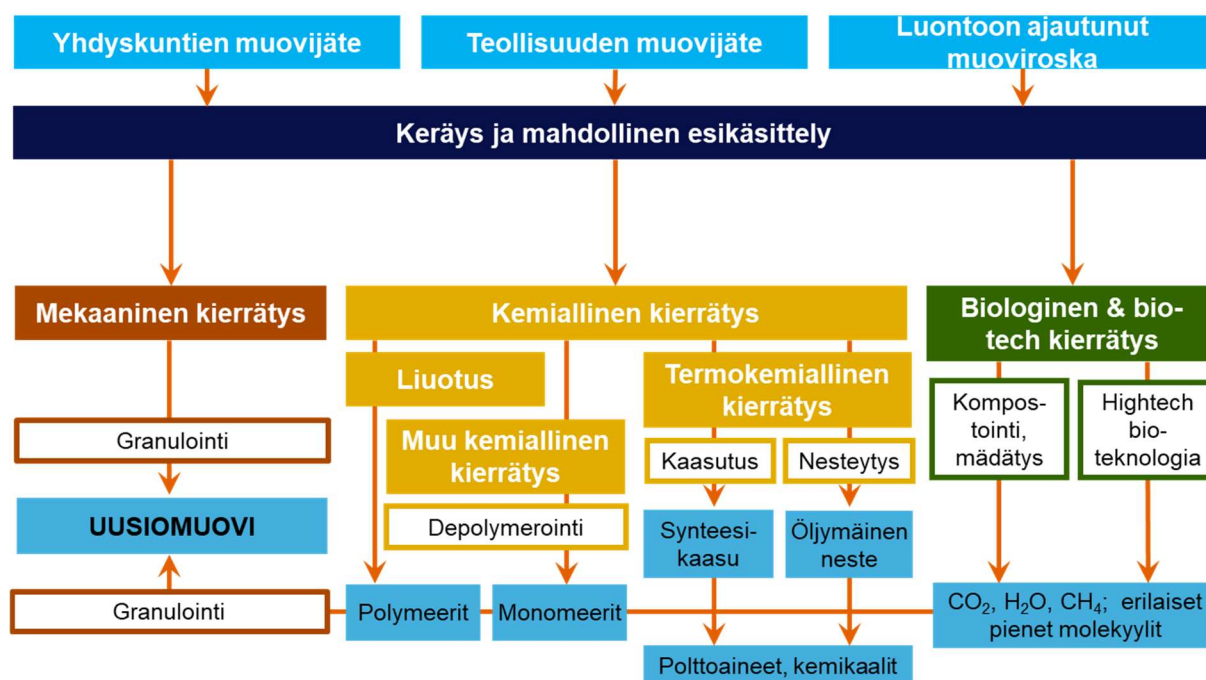 Yhdyskuntien muovijäte
Teollisuuden muovijäte
Luontoon ajautunut
muoviroska
Keräys ja mahdollinen esikäsittely
Mekaaninen kierrätys
Kemiallinen kierrätys
Biologinen & bio-
tech kierrätys
Liuotus
Termokemiallinen
kierrätys
Kompos-
tointi,
mädätys
Hightech
bio-
teknologia
Granulointi
Muu kemiallinen
kierrätys
Kaasutus
Nesteytys
UUSIOMUOVI
Depolymerointi
Synteesi-
kaasu
Öljymäinen
neste
Granulointi
Polymeerit
Monomeerit
CO₂, H₂O, CH₄; erilaiset
pienet molekyylit
Polttoaineet, kemikaalit